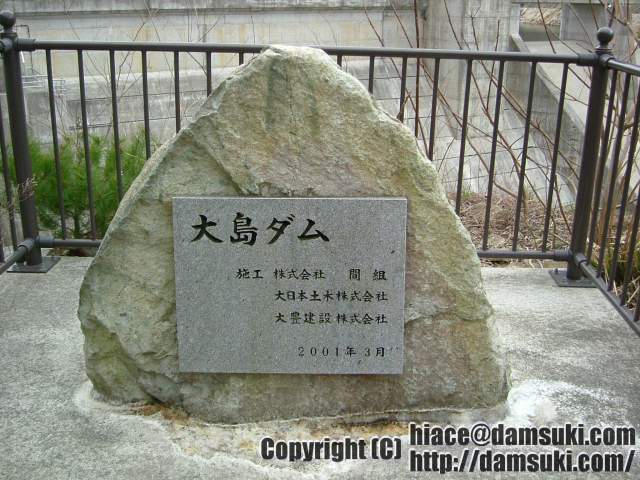 大島ダム
施工 株式会社 間組
大日本土木株式会社
大豊建設株式会社
2001年3月
Copyright (C) hiace@damsuki.com
http://damsuki.com/